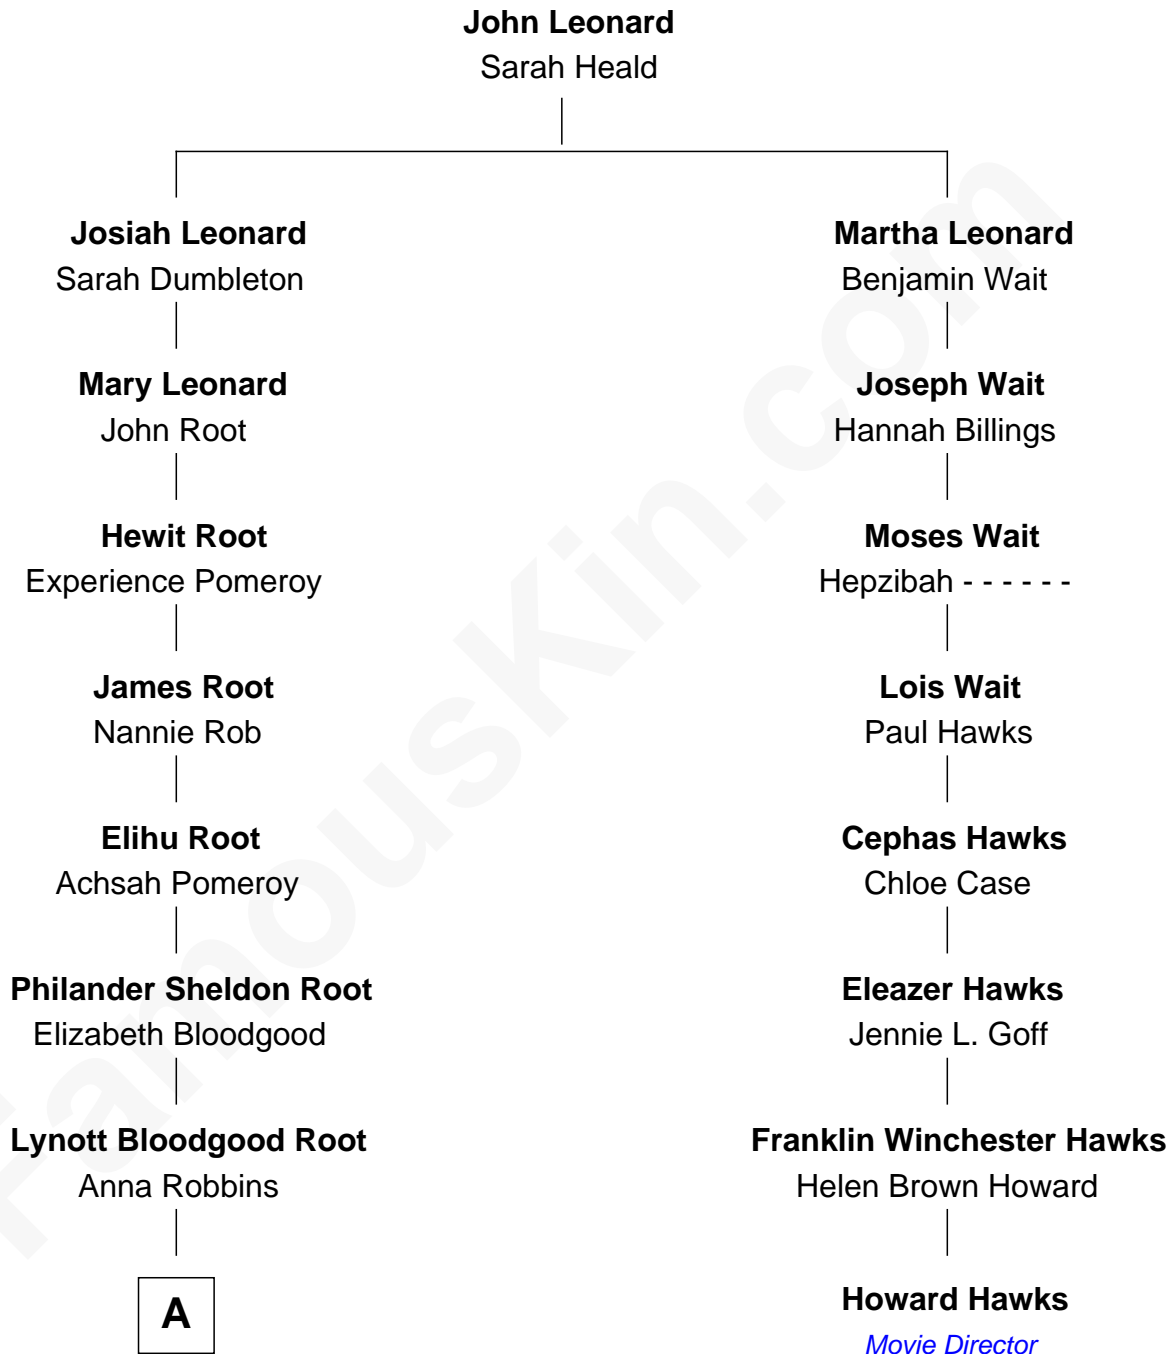 John Leonard
Sarah Heald
Josiah Leonard
Sarah Dumbleton
Mary Leonard
John Root
Hewit Root
Experience Pomeroy
James Root
Nannie Rob
Elihu Root
Achsah Pomeroy
Philander Sheldon Root
Elizabeth Bloodgood
Lynott Bloodgood Root
Anna Robbins
A
Martha Leonard
Benjamin Wait
Joseph Wait
Hannah Billings
Moses Wait
Hepzibah - - - - - -
Lois Wait
Paul Hawks
Cephas Hawks
Chloe Case
Eleazer Hawks
Jennie L. Goff
Franklin Winchester Hawks
Helen Brown Howard
Howard Hawks
Movie Director
FamousKin.com